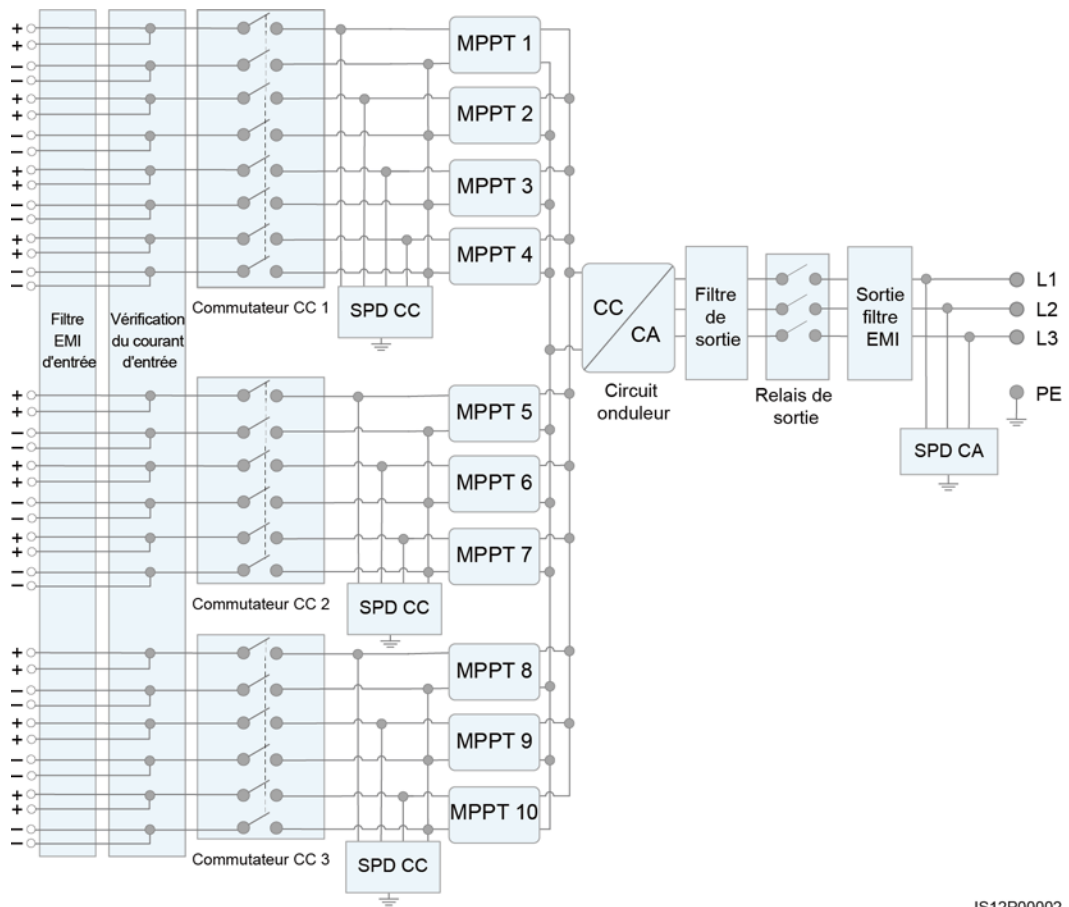 +
+
−
−
+
+
−
−
+
+
−
−
+
+
−
−
MPPT 1
MPPT 2
MPPT 3
MPPT 4
Commutateur CC 1
SPD CC
Filtre
EMI
d'entrée
Vérification
du courant
d'entrée
CC
CA
Circuit
onduleur
Filtre
de
sortie
Relais de
sortie
Sortie
filtre
EMI
L1
L2
L3
PE
SPD CA
+
+
−
−
+
+
−
−
+
+
−
−
MPPT 5
MPPT 6
MPPT 7
Commutateur CC 2
SPD CC
+
+
−
−
+
+
−
−
+
+
−
−
MPPT 8
MPPT 9
MPPT 10
Commutateur CC 3
SPD CC